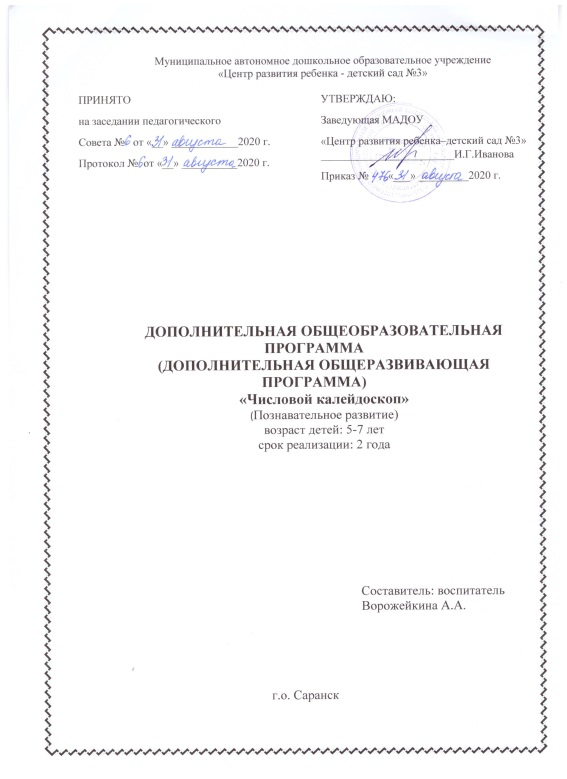 Муниципальное автономное дошкольное образовательное учреждение
«Центр развития ребенка - детский сад №3»
ПРИНЯТО
на заседании педагогического
Совета №6 от «31» августа 2020 г.
Протокол №6 от «31» августа 2020 г.
УТВЕРЖДАЮ:
Заведующая МАДОУ
«Центр развития ребенка–детский сад №3»
И.Г.Иванова
Приказ № 476 «31» августа 2020 г.
ДОПОЛНИТЕЛЬНАЯ ОБЩЕОБРАЗОВАТЕЛЬНАЯ
ПРОГРАММА
(ДОПОЛНИТЕЛЬНАЯ ОБЩЕРАЗВИВАЮЩАЯ
ПРОГРАММА)
«Числовой калейдоскоп»
(Познавательное развитие)
возраст детей: 5-7 лет
срок реализации: 2 года
Составитель: воспитатель
Ворожейкина А.А.
г.о. Саранск